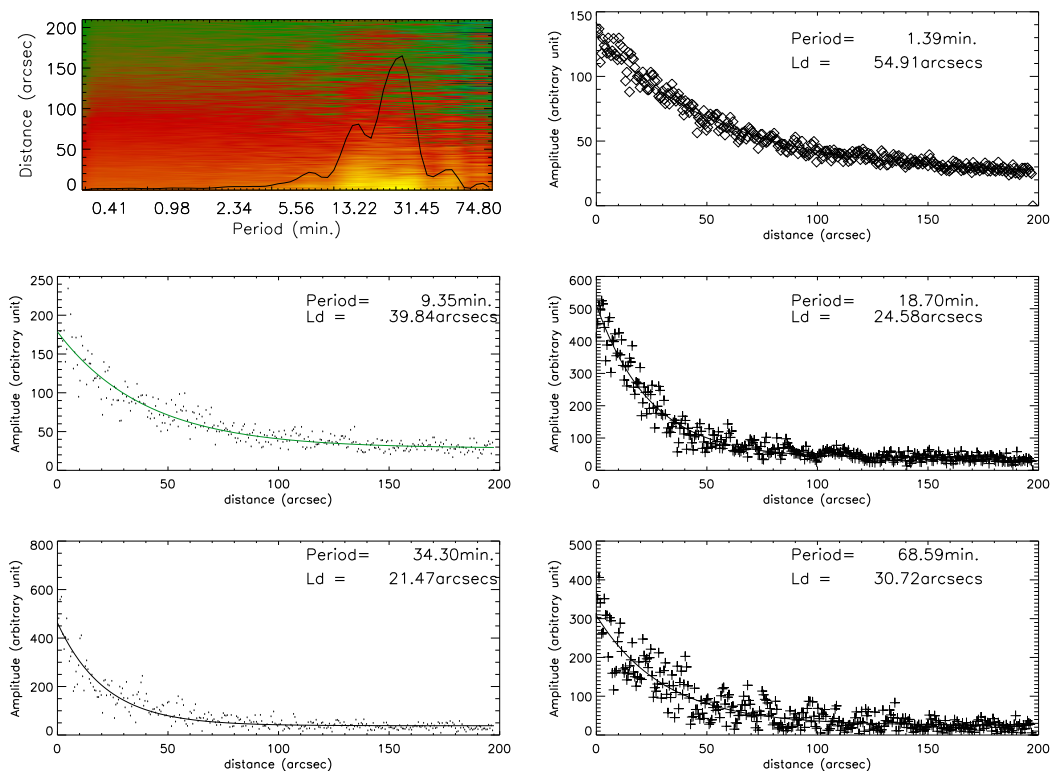 Distance (arcsec)
200
150
100
50
0
0.41 0.98 2.34 5.56 13.22 31.45 74.80
Period (min.)
Amplitude (arbitrary unit)
150
100
50
0
Period= 1.39min.
Ld = 54.91arcsecs
0 50 100 150 200
distance (arcsec)
Amplitude (arbitrary unit)
250
200
150
100
50
0
Period= 9.35min.
Ld = 39.84arcsecs
0 50 100 150 200
distance (arcsec)
Amplitude (arbitrary unit)
600
500
400
300
200
100
0
Period= 18.70min.
Ld = 24.58arcsecs
0 50 100 150 200
distance (arcsec)
Amplitude (arbitrary unit)
800
600
400
200
0
Period= 34.30min.
Ld = 21.47arcsecs
0 50 100 150 200
distance (arcsec)
Amplitude (arbitrary unit)
500
400
300
200
100
0
Period= 68.59min.
Ld = 30.72arcsecs
0 50 100 150 200
distance (arcsec)